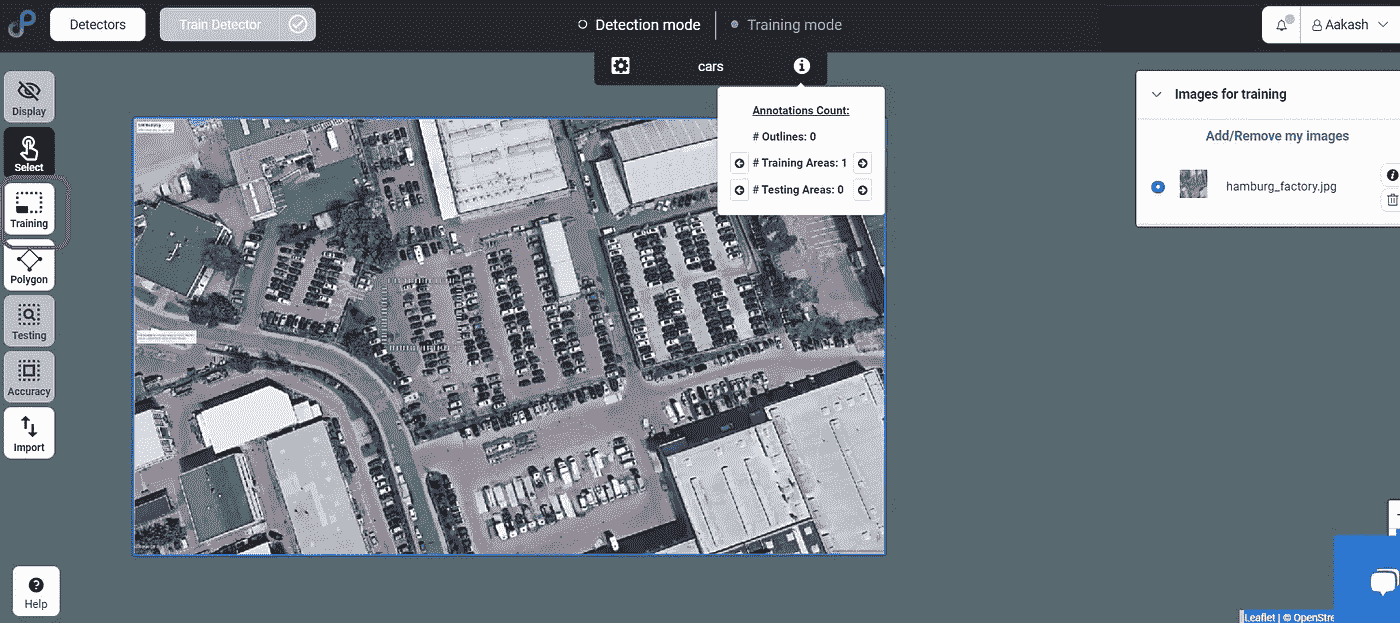 Detectors
Train Detector
Detection mode
Training mode
Aakash
cars
Annotations Count:
# Outlines: 0
# Training Areas: 1
# Testing Areas: 0
Images for training
Add/Remove my images
hamburg_factory.jpg
Display
Select
Training
Polygon
Testing
Accuracy
Import
Help
Leaflet | © OpenStre